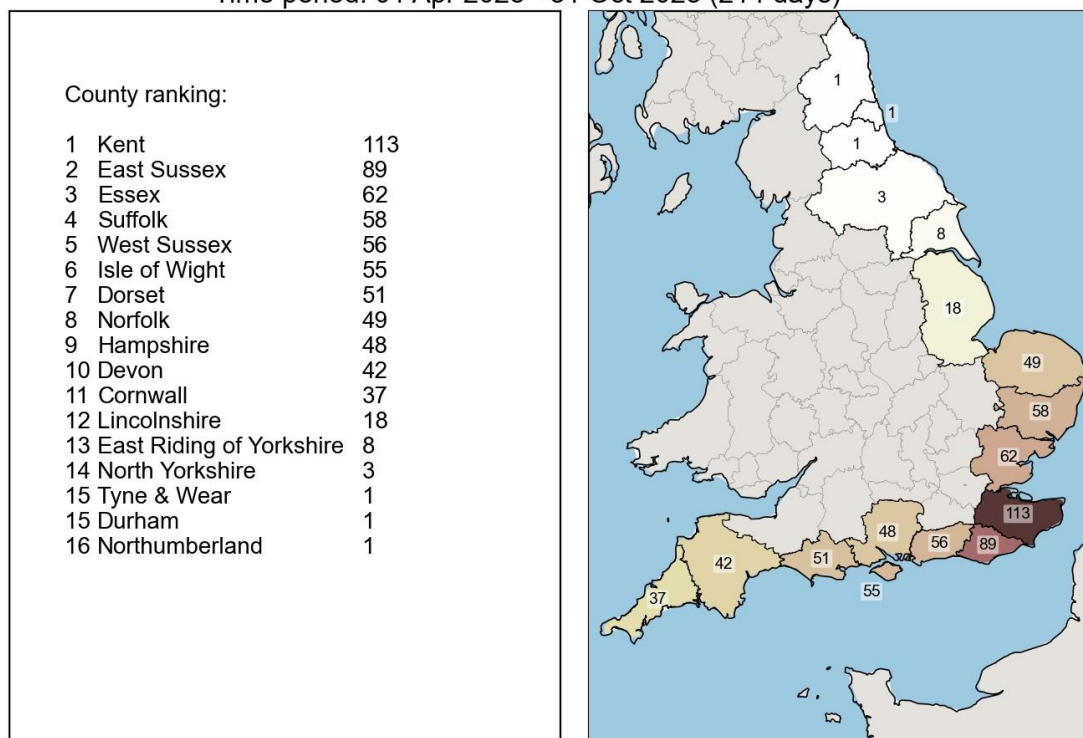 County ranking:
1 Kent 113
2 East Sussex 89
3 Essex 62
4 Suffolk 58
5 West Sussex 56
6 Isle of Wight 55
7 Dorset 51
8 Norfolk 49
9 Hampshire 48
10 Devon 42
11 Cornwall 37
12 Lincolnshire 18
13 East Riding of Yorkshire 8
14 North Yorkshire 3
15 Tyne & Wear 1
15 Durham 1
16 Northumberland 1
1
1
1
3
8
18
49
58
62
113
48
56
89
51
42
55
37